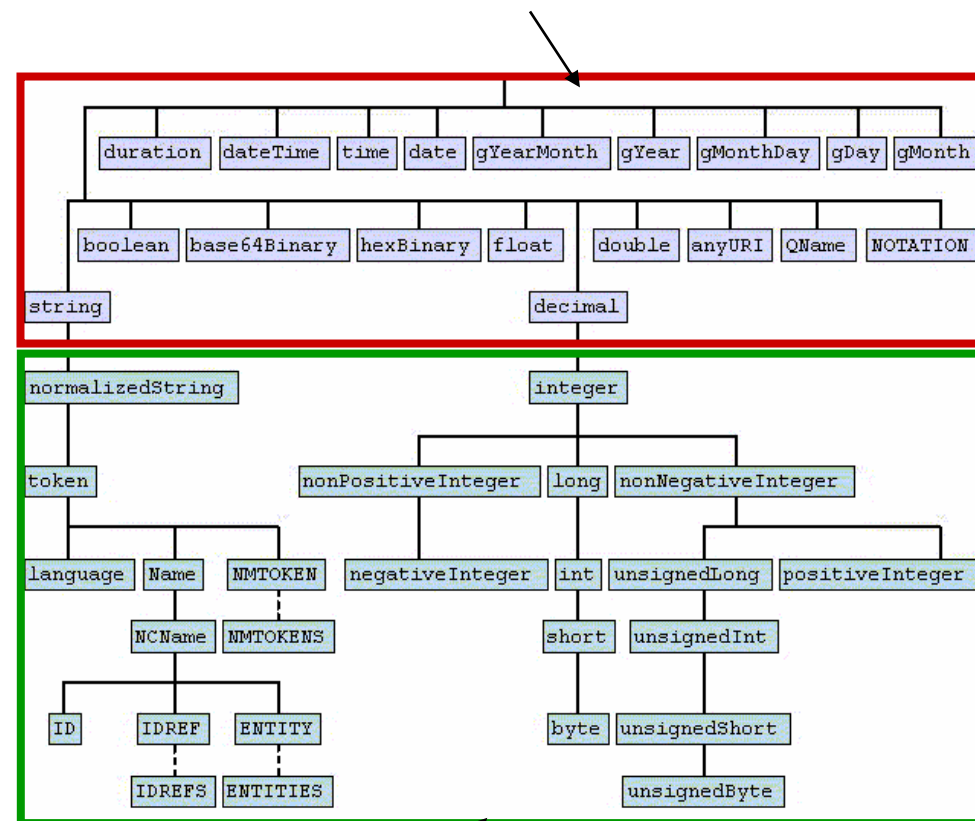 duration dateTime time date gYearMonth gYear gMonthDay gDay gMonth
boolean base64Binary hexBinary float double anyURI QName NOTATION
string decimal
normalizedString integer
token nonPositiveInteger long nonNegativeInteger
language Name NMTOKEN negativeInteger int unsignedLong positiveInteger
NCName NMTOKENS short unsignedInt
ID IDREF ENTITY byte unsignedShort
IDREFS ENTITIES unsignedByte